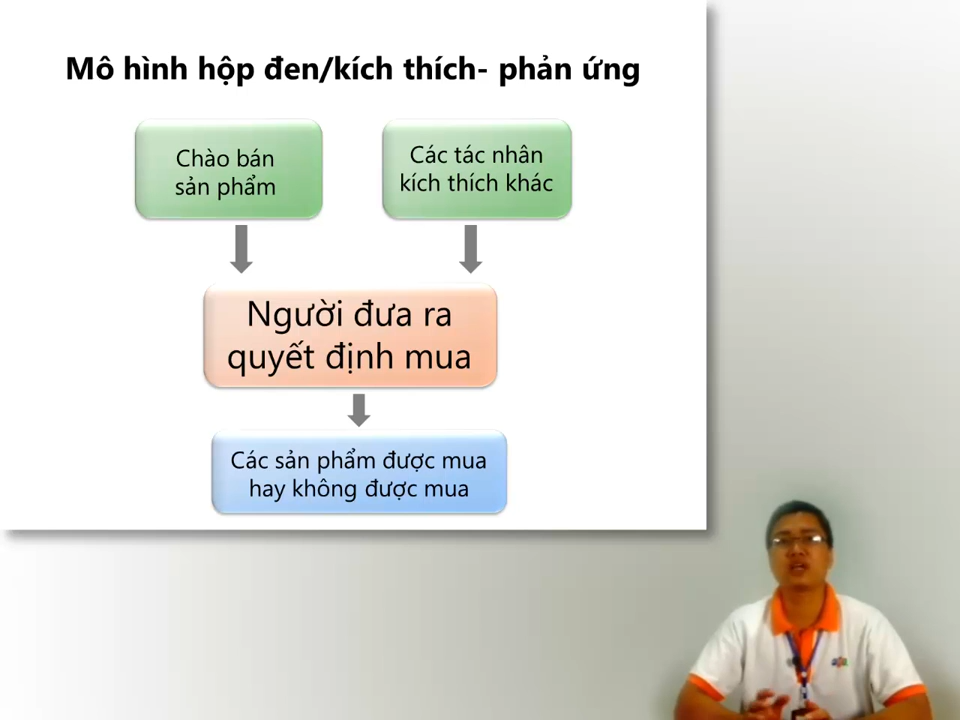 Mô hình hộp đen/kích thích- phản ứng
Chào bán
sản phẩm
Các tác nhân
kích thích khác
Người đưa ra
quyết định mua
Các sản phẩm được mua
hay không được mua